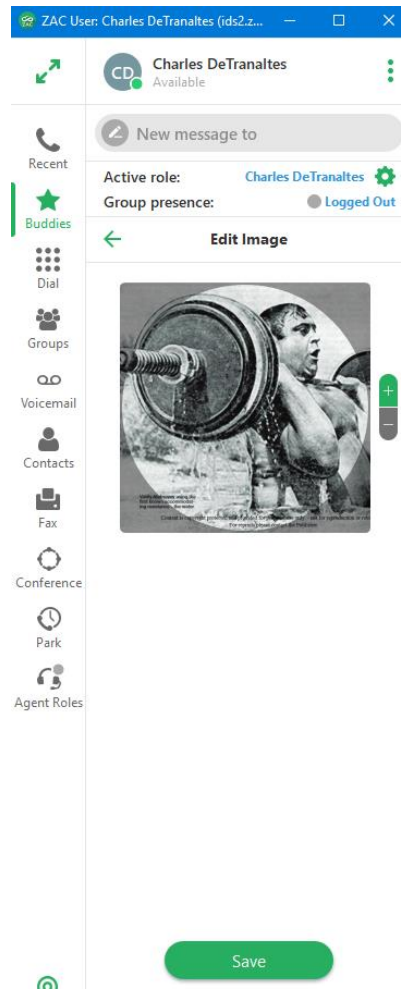 ZAC User: Charles DeTranaltes (ids2.z...
CD
Charles DeTranaltes
Available
New message to
Recent
Active role: Charles DeTranaltes
Group presence: Logged Out
Buddies
Edit Image
Dial
Groups
+
Voicemail
−
Contacts
Fax
Conference
Park
Agent Roles
Save